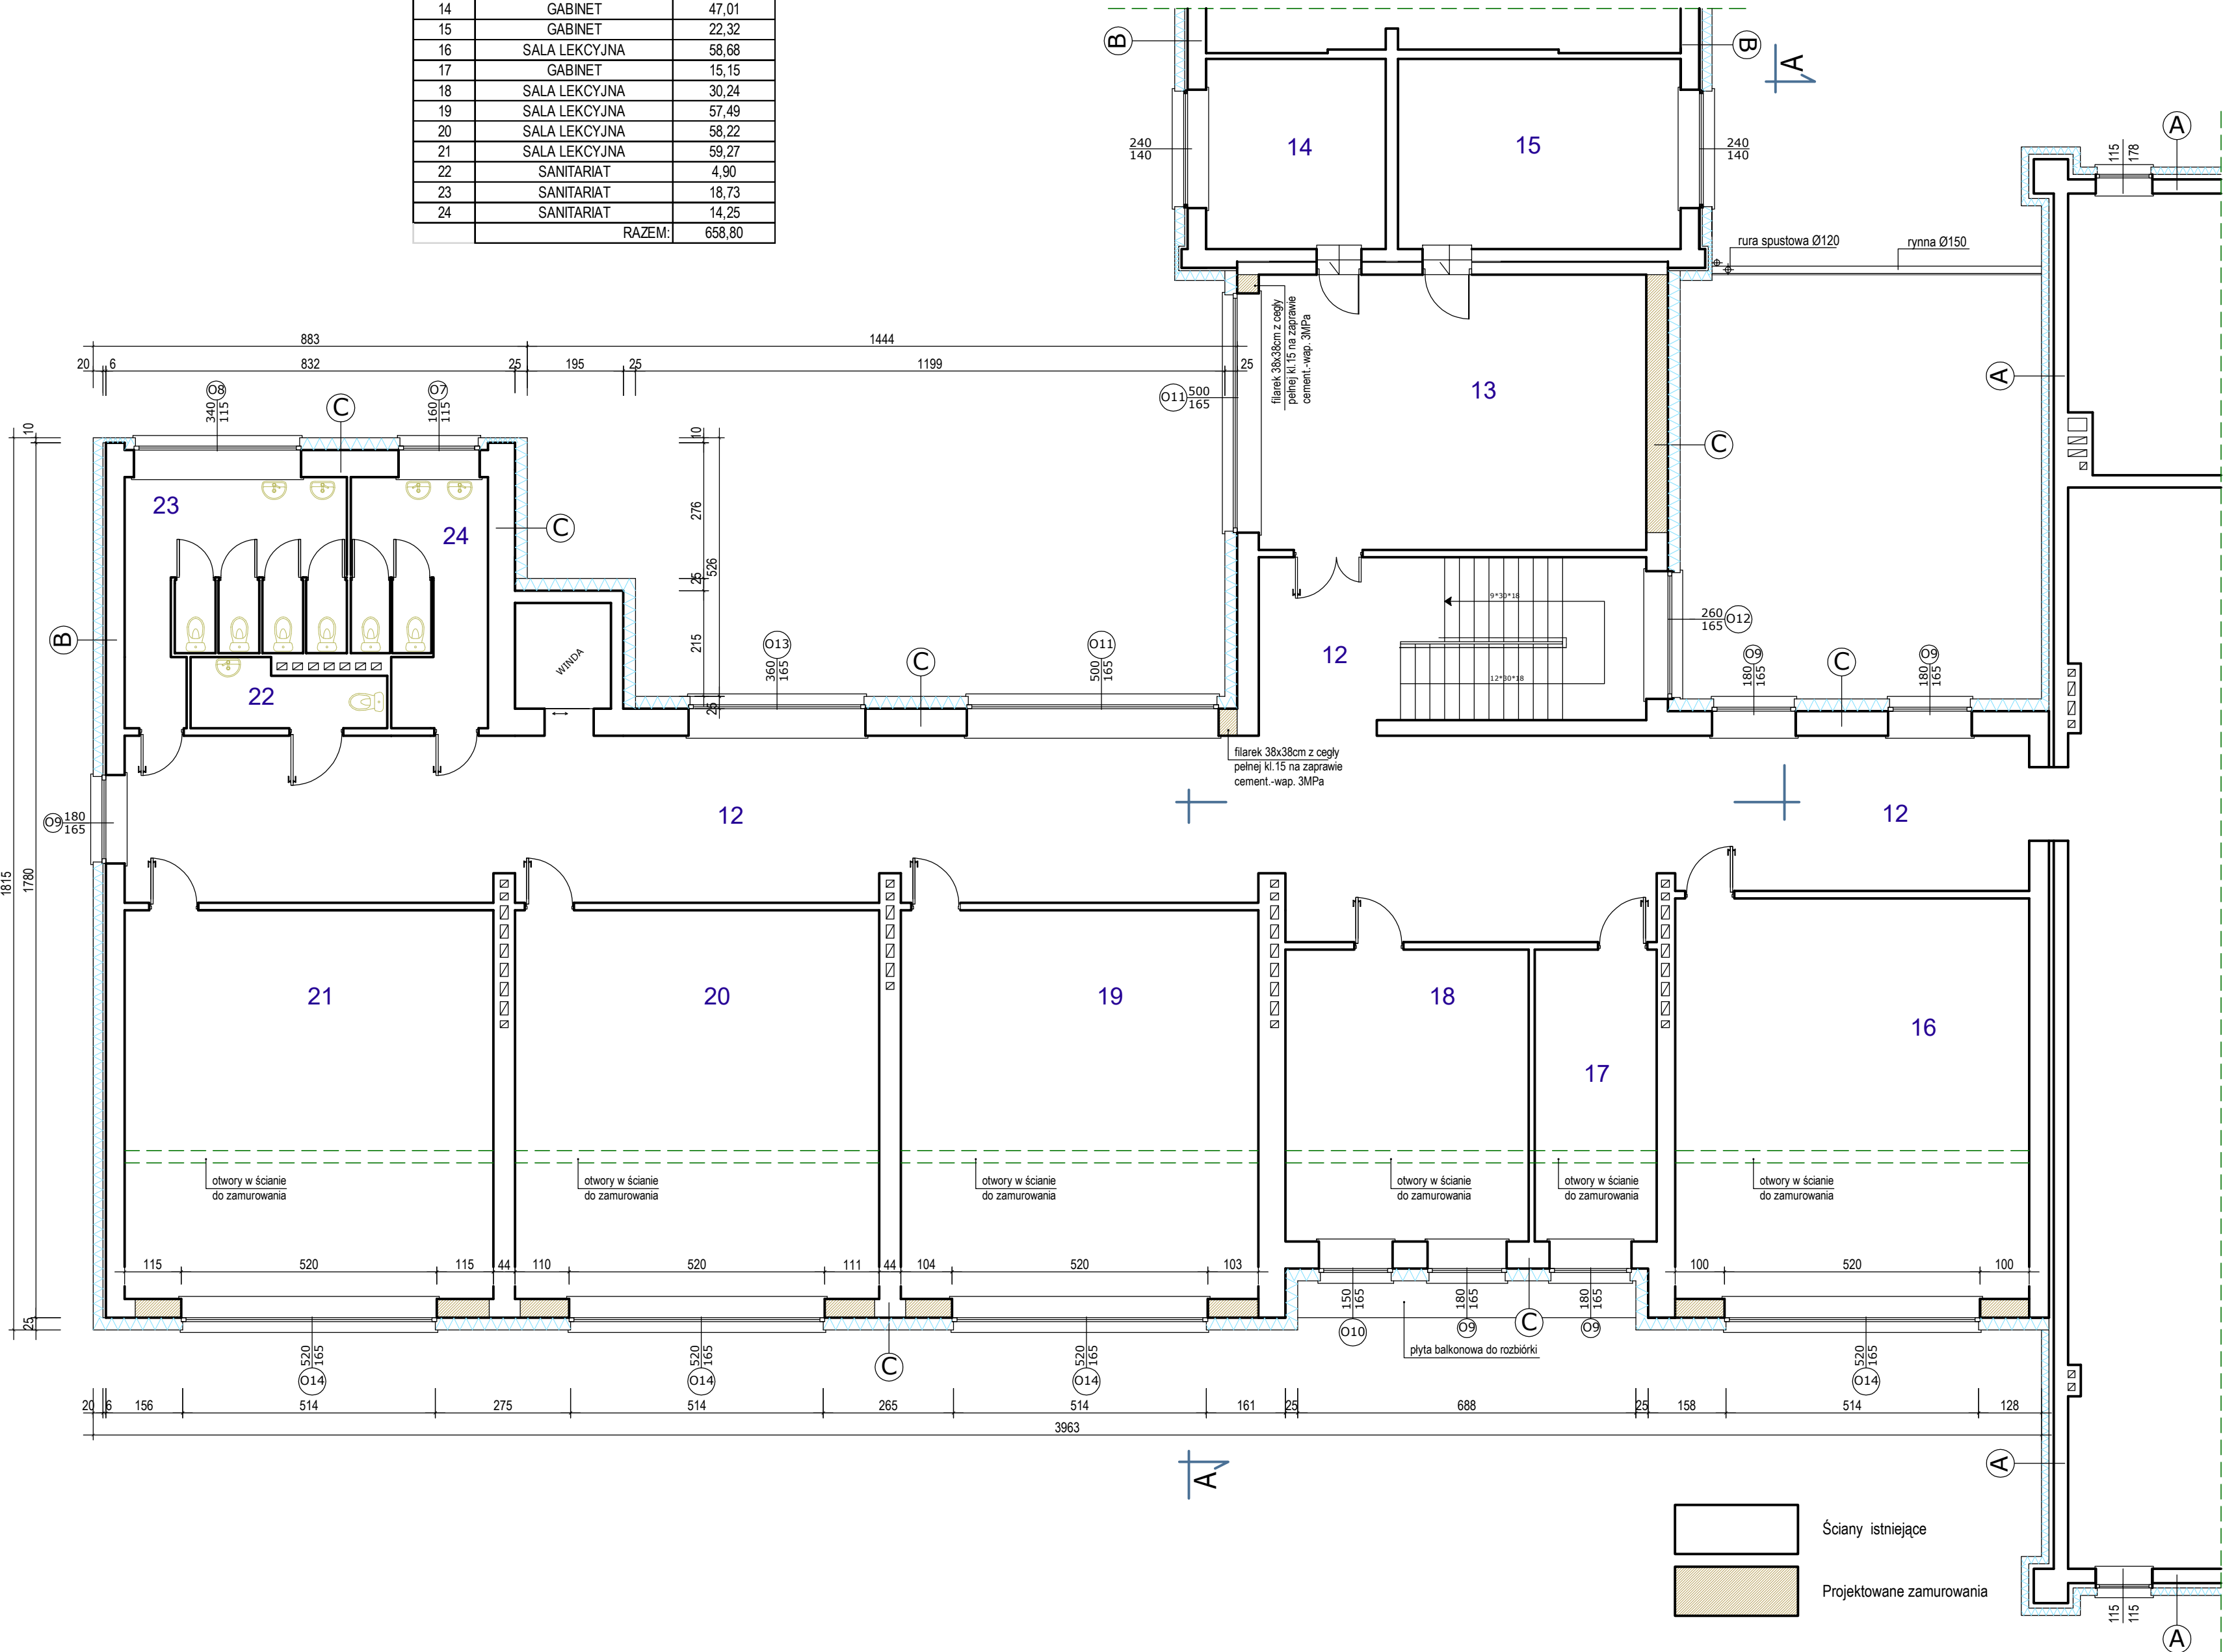 14 GABINET 47,01
15 GABINET 22,32
16 SALA LEKCYJNA 58,68
17 GABINET 15,15
18 SALA LEKCYJNA 30,24
19 SALA LEKCYJNA 57,49
20 SALA LEKCYJNA 58,22
21 SALA LEKCYJNA 59,27
22 SANITARIAT 4,90
23 SANITARIAT 18,73
24 SANITARIAT 14,25
RAZEM: 658,80
B
B
A
A
115
178
240
140
14
15
240
140
rura spustowa Ø120
rynna Ø150
filarek 38x38cm z cegły
pełnej kl.15 na zaprawie
cement.-wap. 3MPa
883
1444
20
6
832
25
195
25
1199
25
O8
340
115
C
O7
160
115
O11
500
165
13
A
C
10
10
23
24
C
276
526
25
215
25
B
22
WINDA
O13
360
165
C
O11
500
165
12
9*30*18
12*30*18
260
165
O12
O9
180
165
C
O9
180
165
filarek 38x38cm z cegły
pełnej kl.15 na zaprawie
cement.-wap. 3MPa
O9
180
165
12
12
1815
1780
25
21
20
19
18
17
16
otwory w ścianie
do zamurowania
otwory w ścianie
do zamurowania
otwory w ścianie
do zamurowania
otwory w ścianie
do zamurowania
otwory w ścianie
do zamurowania
otwory w ścianie
do zamurowania
115
520
115
44
110
520
111
44
104
520
103
100
520
100
520
165
O14
520
165
O14
C
520
165
O14
150
165
O10
180
165
O9
C
180
165
O9
520
165
O14
płyta balkonowa do rozbiórki
20
6
156
514
275
514
265
514
161
25
688
25
158
514
128
3963
A
A
Ściany istniejące
Projektowane zamurowania
115
115
A